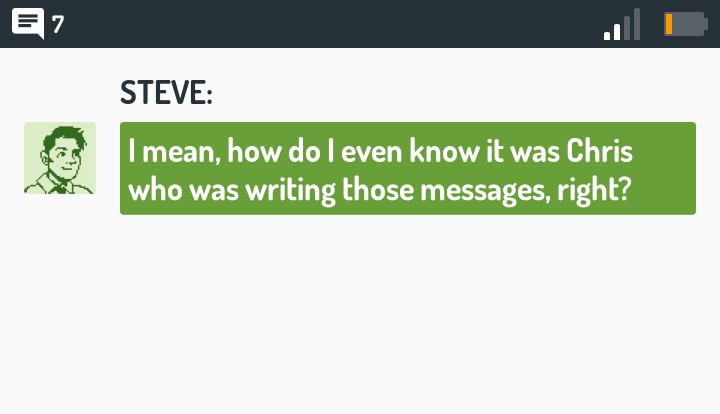 7
STEVE:
I mean, how do I even know it was Chris
who was writing those messages, right?